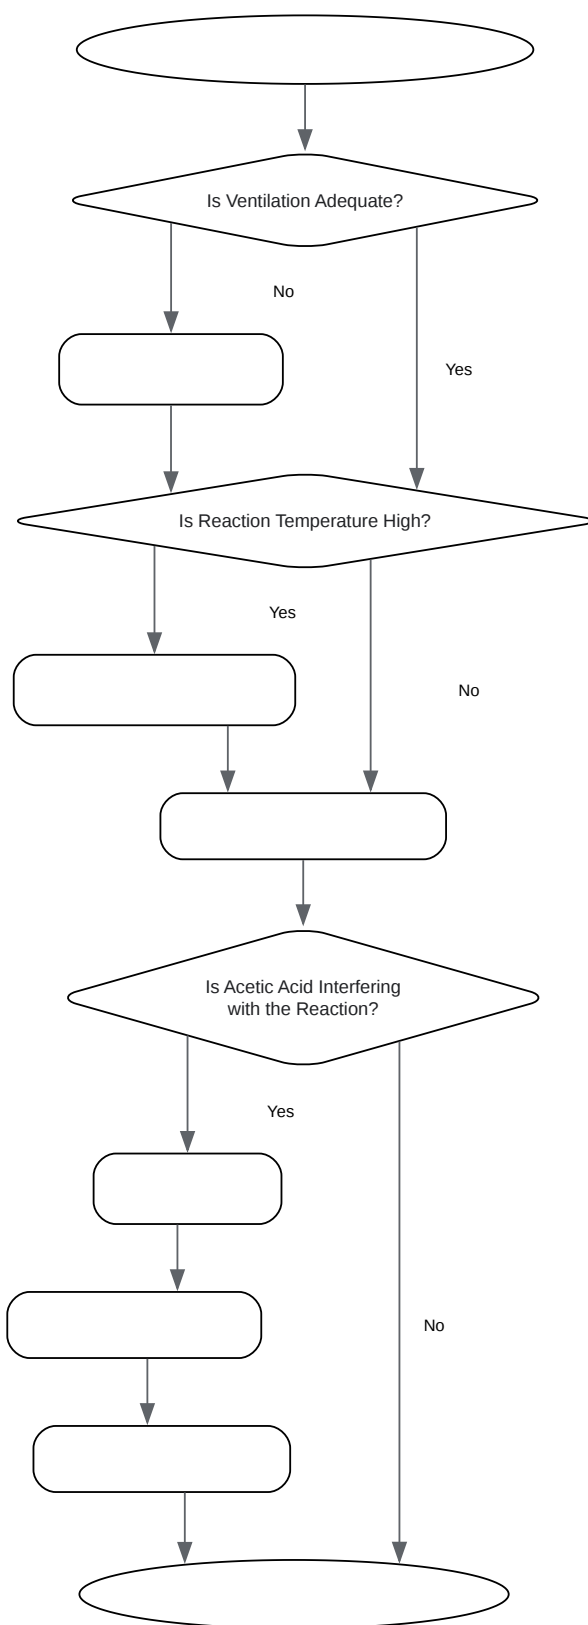 Is Ventilation Adequate?
No
Yes
Is Reaction Temperature High?
Yes
No
Is Acetic Acid Interfering
with the Reaction?
Yes
No